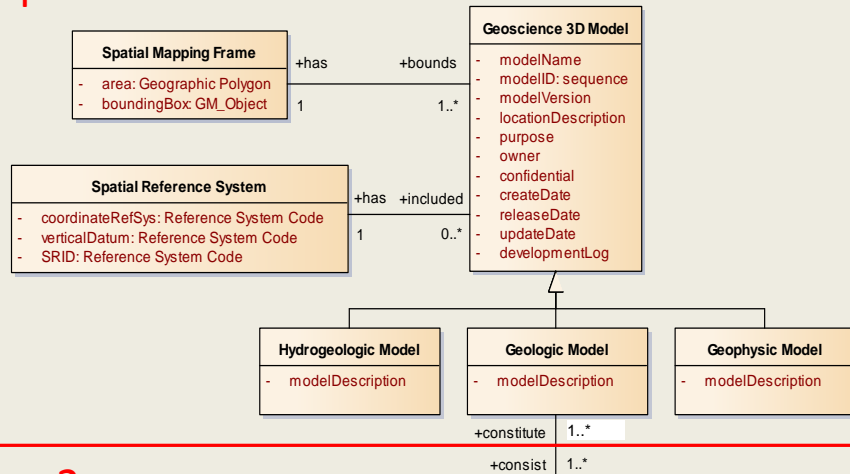 Spatial Mapping Frame
- area: Geographic Polygon
- boundingBox: GM_Object
+has
+bounds
1
1..*
Geoscience 3D Model
- modelName
- modelID: sequence
- modelVersion
- locationDescription
- purpose
- owner
- confidential
- createDate
- releaseDate
- updateDate
- developmentLog
Spatial Reference System
- coordinateRefSys: Reference System Code
- verticalDatum: Reference System Code
- SRID: Reference System Code
+has
+included
1
0..*
Hydrogeologic Model
- modelDescription
Geologic Model
- modelDescription
Geophysic Model
- modelDescription
+constitute
1..*
+consist
1..*